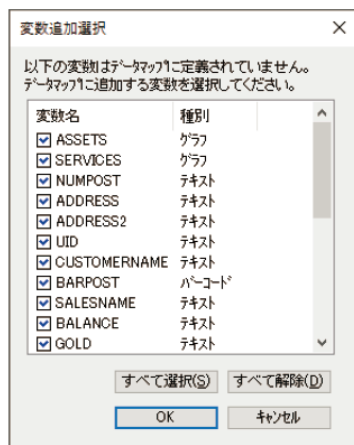 変数追加選択
以下の変数はﾃﾞｰﾀﾏｯﾌﾟに定義されていません。
ﾃﾞｰﾀﾏｯﾌﾟに追加する変数を選択してください。
変数名 種別
ASSETS ｸﾞﾗﾌ
SERVICES ｸﾞﾗﾌ
NUMPOST ﾃｷｽﾄ
ADDRESS ﾃｷｽﾄ
ADDRESS2 ﾃｷｽﾄ
UID ﾃｷｽﾄ
CUSTOMERNAME ﾃｷｽﾄ
BARPOST ﾊﾞｰｺｰﾄﾞ
SALESNAME ﾃｷｽﾄ
BALANCE ﾃｷｽﾄ
GOLD ﾃｷｽﾄ
すべて選択(S) すべて解除(D)
OK ｷｬﾝｾﾙ